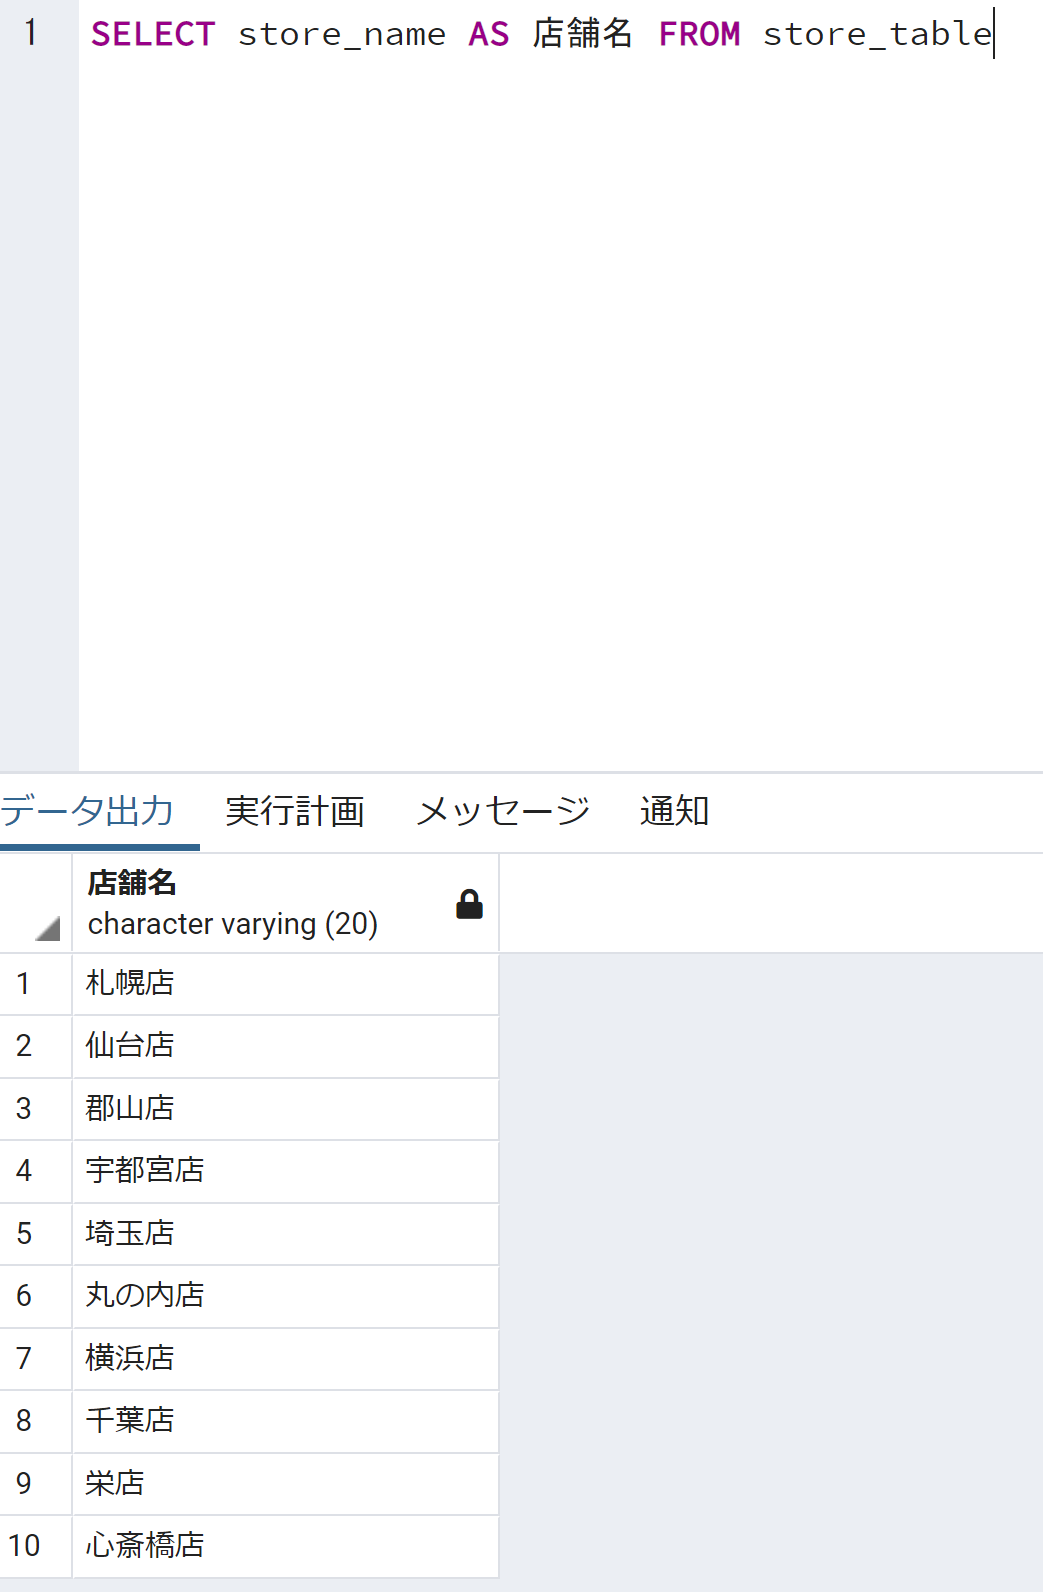 1 SELECT store_name AS 店舗名 FROM store_table
データ出力 実行計画 メッセージ 通知
店舗名
character varying (20)
1 札幌店
2 仙台店
3 郡山店
4 宇都宮店
5 埼玉店
6 丸の内店
7 横浜店
8 千葉店
9 栄店
10 心斎橋店